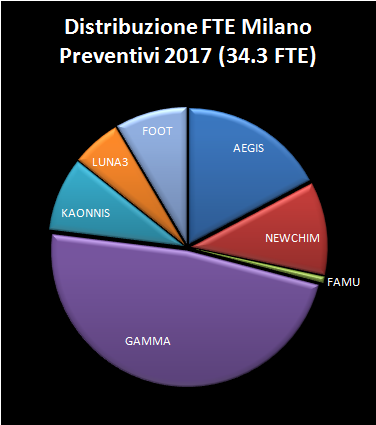 Distribuzione FTE Milano
Preventivi 2017 (34.3 FTE)
FOOT
AEGIS
LUNA3
KAONNIS
NEWCHIM
FAMU
GAMMA